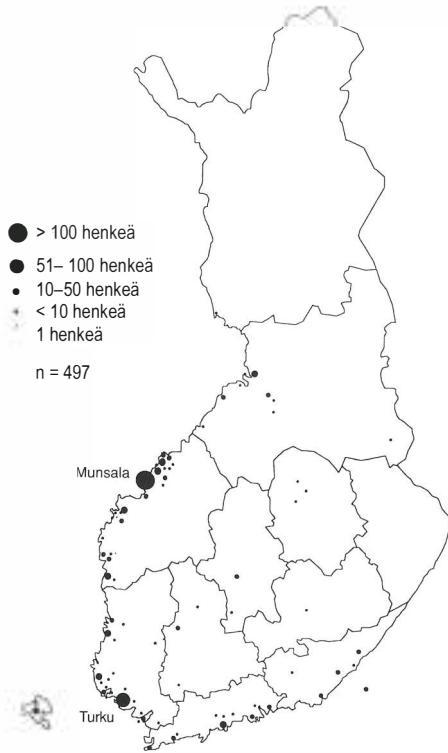 > 100 henkeä
51– 100 henkeä
10–50 henkeä
< 10 henkeä
1 henkeä
n = 497
Munsala
Turku